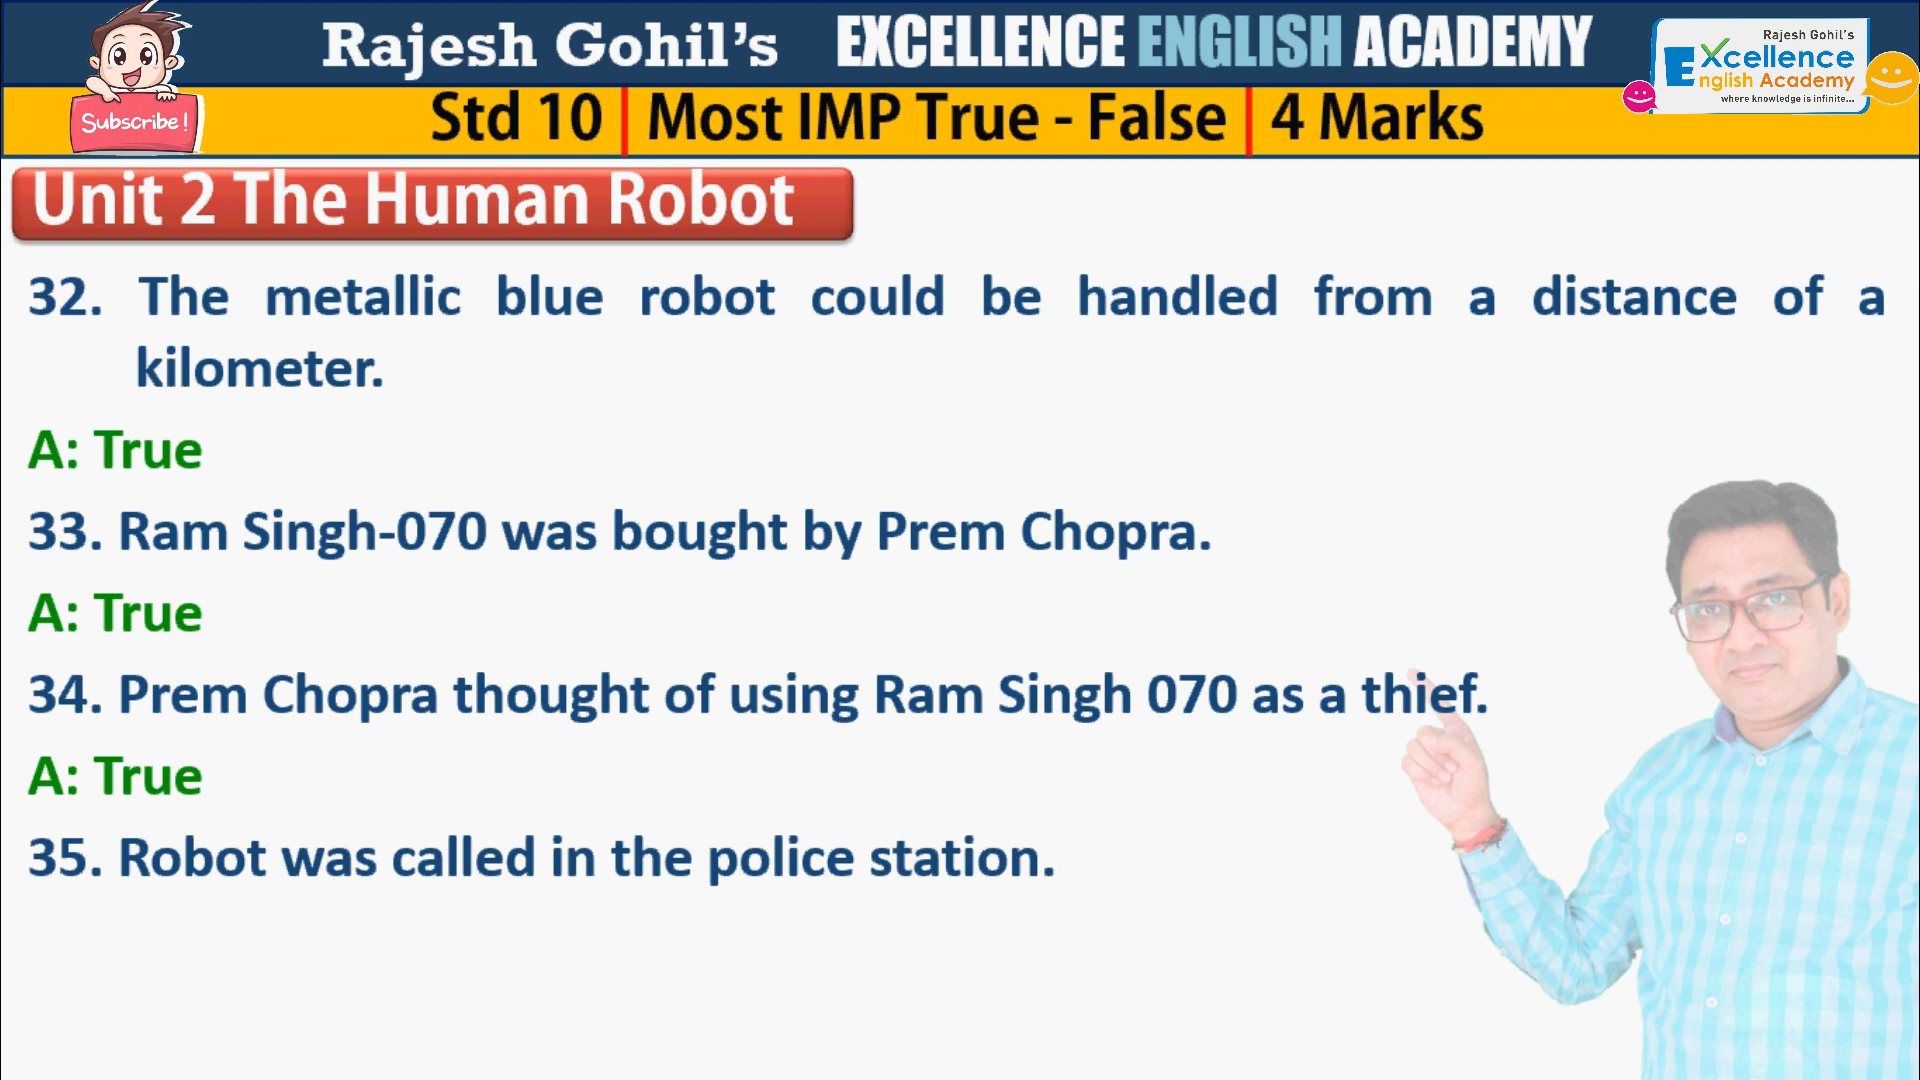 Rajesh Gohil’s EXCELLENCE ENGLISH ACADEMY
Rajesh Gohil's
Excellence
English Academy
where knowledge is infinite...
Subscribe!
Std 10 | Most IMP True - False | 4 Marks
Unit 2 The Human Robot
32. The metallic blue robot could be handled from a distance of a
kilometer.
A: True
33. Ram Singh-070 was bought by Prem Chopra.
A: True
34. Prem Chopra thought of using Ram Singh 070 as a thief.
A: True
35. Robot was called in the police station.